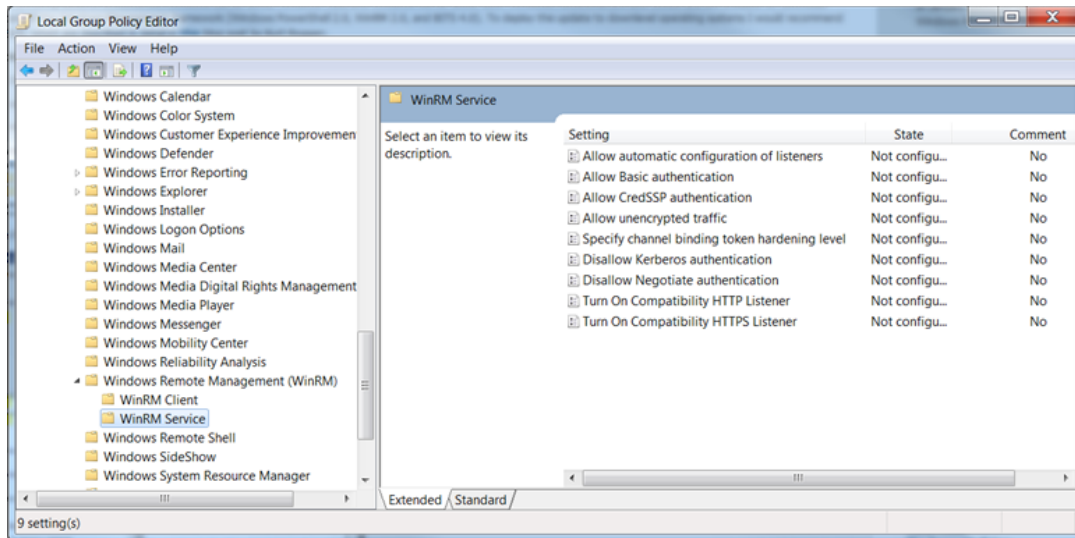 Local Group Policy Editor
File Action View Help
Windows Calendar
Windows Color System
Windows Customer Experience Improvemen
Windows Defender
Windows Error Reporting
Windows Explorer
Windows Installer
Windows Logon Options
Windows Mail
Windows Media Center
Windows Media Digital Rights Management
Windows Media Player
Windows Messenger
Windows Mobility Center
Windows Reliability Analysis
Windows Remote Management (WinRM)
WinRM Client
WinRM Service
Windows Remote Shell
Windows SideShow
Windows System Resource Manager
WinRM Service
Select an item to view its
description.
Setting State Comment
Allow automatic configuration of listeners Not configu... No
Allow Basic authentication Not configu... No
Allow CredSSP authentication Not configu... No
Allow unencrypted traffic Not configu... No
Specify channel binding token hardening level Not configu... No
Disallow Kerberos authentication Not configu... No
Disallow Negotiate authentication Not configu... No
Turn On Compatibility HTTP Listener Not configu... No
Turn On Compatibility HTTPS Listener Not configu... No
Extended Standard
9 setting(s)